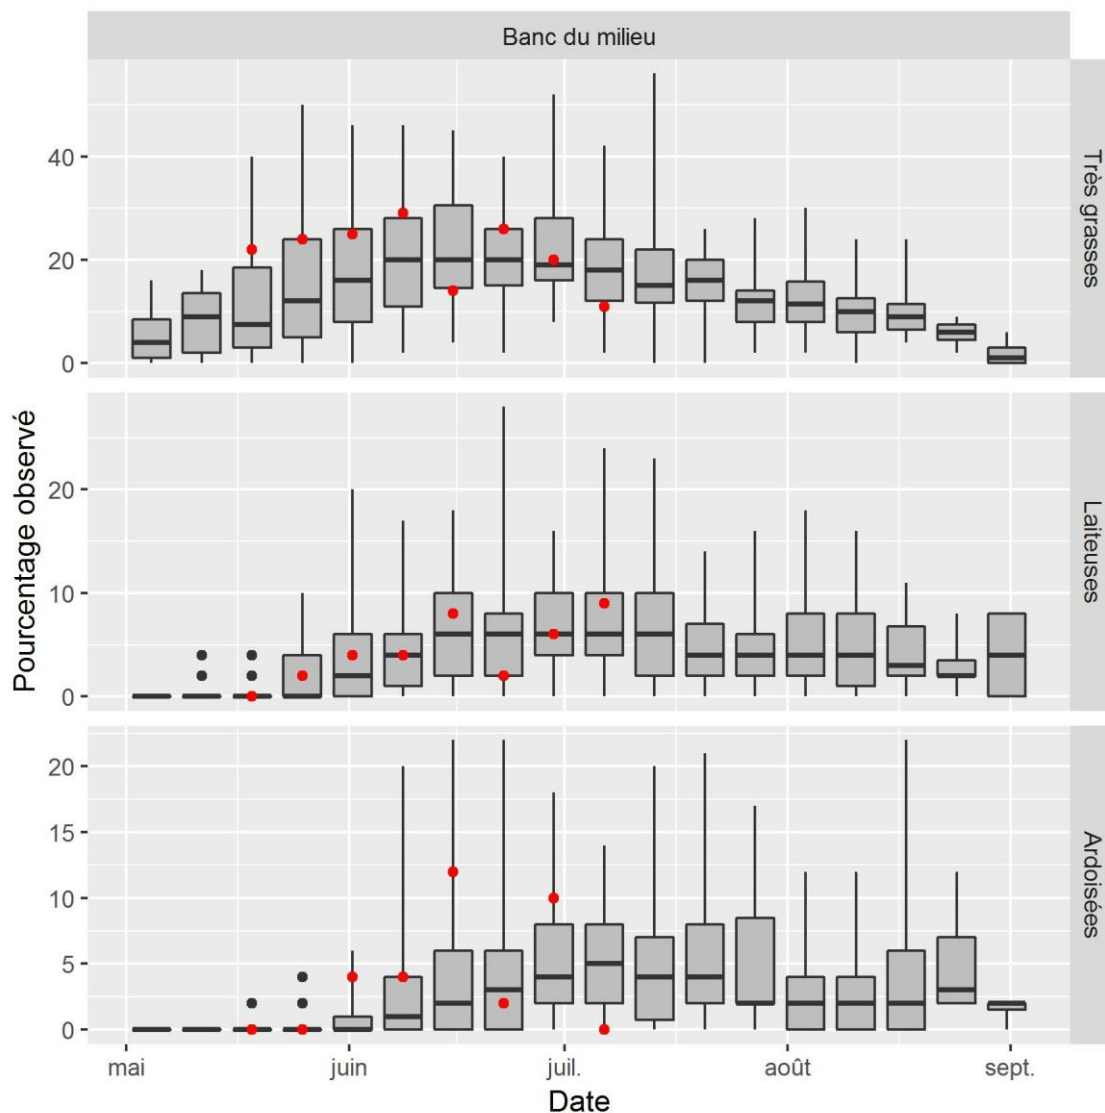 Banc du milieu
Pourcentage observé
40
20
0
Très grasses
20
10
0
Laiteuses
20
15
10
5
0
Ardoisées
mai
juin
juil.
août
sept.
Date